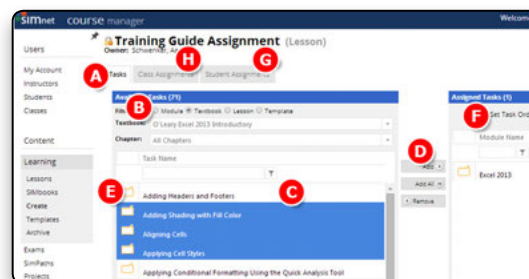 SIMnet course manager
Welcome
Users
My Account
Instructors
Students
Classes
Content
Learning
Lessons
SIMbooks
Create
Templates
Archive
Exams
SimPaths
Projects
Training Guide Assignment (Lesson)
Owner:
A
H
G
Tasks
Class Assignments
Student Assignments
Available Tasks (71)
B
Module Textbook Lesson Template
Textbook: O'Leary Excel 2013 Introductory
Chapter: All Chapters
Task Name
E
C
Adding Headers and Footers
Adding Shading with Fill Color
Aligning Cells
Applying Cell Styles
Applying Conditional Formatting Using the Quick Analysis Tool
D
Add
Add All
Remove
Assigned Tasks (1)
F
Set Task Ord
Module Name
Excel 2013